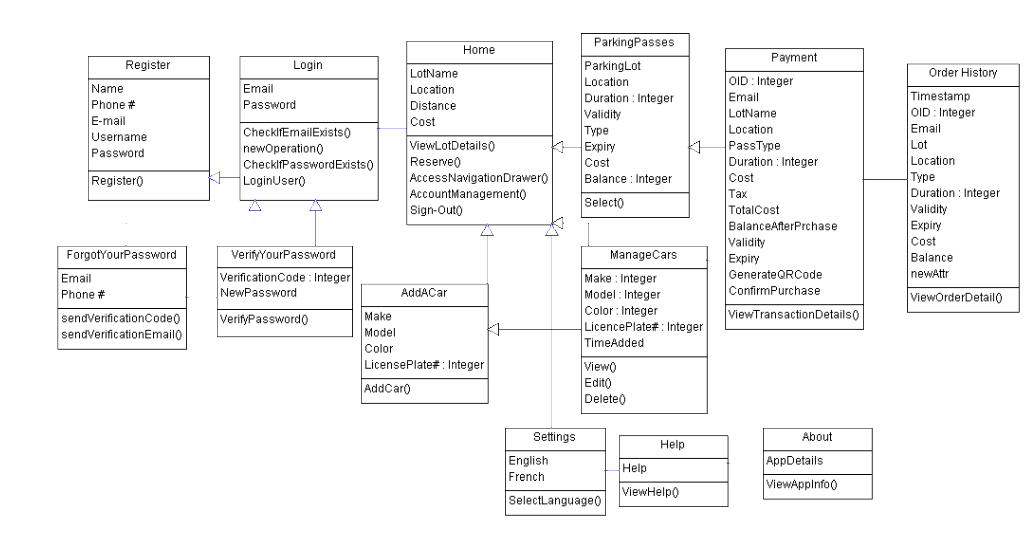 Register
Name
Phone #
E-mail
Username
Password
Register()
Login
Email
Password
CheckIfEmailExists()
newOperation()
CheckIfPasswordExists()
LoginUser()
Home
LotName
Location
Distance
Cost
ViewLotDetails()
Reserve()
AccessNavigationDrawer()
AccountManagement()
Sign-Out()
ParkingPasses
ParkingLot
Location
Duration : Integer
Validity
Type
Expiry
Cost
Balance : Integer
Select()
Payment
OID : Integer
Email
LotName
Location
PassType
Duration : Integer
Cost
Tax
TotalCost
BalanceAfterPrchase
Validity
Expiry
GenerateQRCode
ConfirmPurchase
ViewTransactionDetails()
Order History
Timestamp
OID : Integer
Email
Lot
Location
Type
Duration : Integer
Validity
Expiry
Cost
Balance
newAttr
ViewOrderDetail()
ForgotYourPassword
Email
Phone #
sendVerificationCode()
sendVerificationEmail()
VerifyYourPassword
VerificationCode : Integer
NewPassword
VerifyPassword()
AddACar
Make
Model
Color
LicensePlate# : Integer
AddCar()
ManageCars
Make : Integer
Model : Integer
Color : Integer
LicencePlate# : Integer
TimeAdded
View()
Edit()
Delete()
Settings
English
French
SelectLanguage()
Help
Help
ViewHelp()
About
AppDetails
ViewAppInfo()